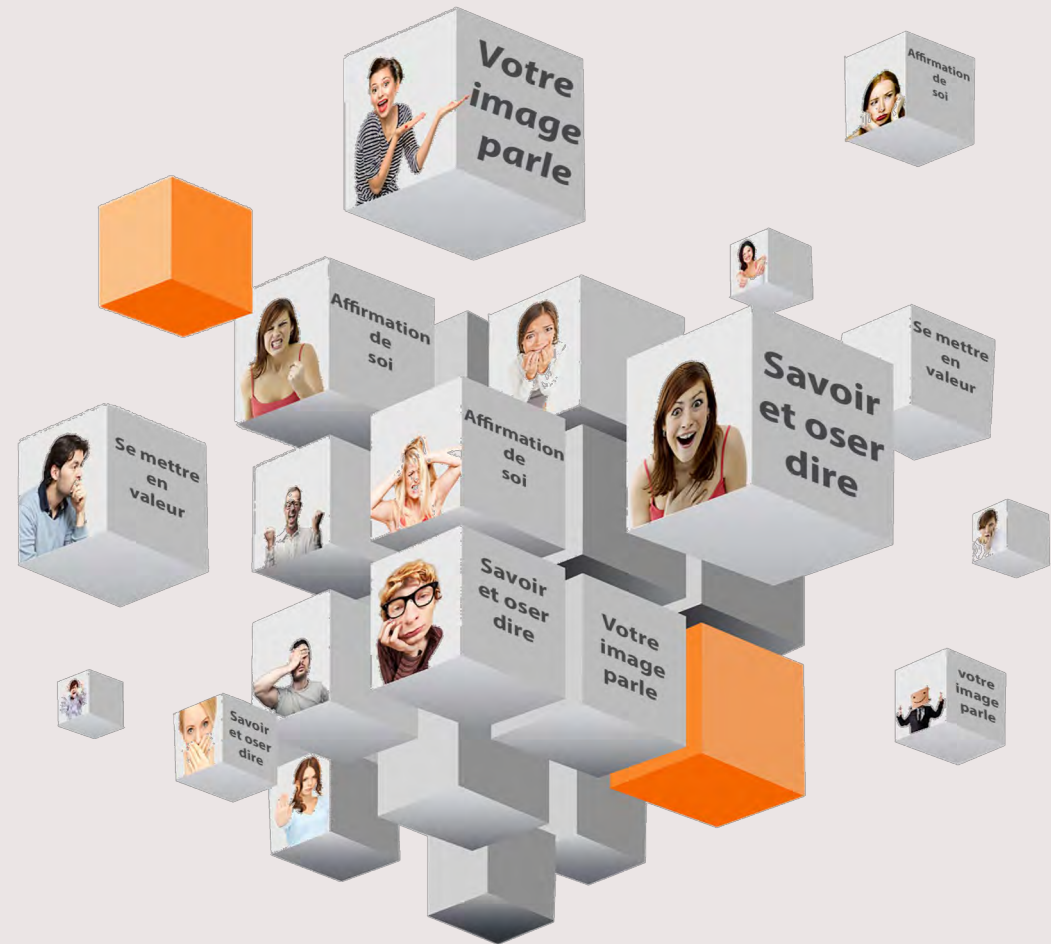 Votre
image
parle
Affirmation
de
soi
Affirmation
de
soi
Se mettre
en
valeur
Savoir
et oser
dire
Se mettre
en
valeur
Affirmation
de
soi
Savoir
et oser
dire
Votre
image
parle
votre
image
parle
Savoir
et oser
dire